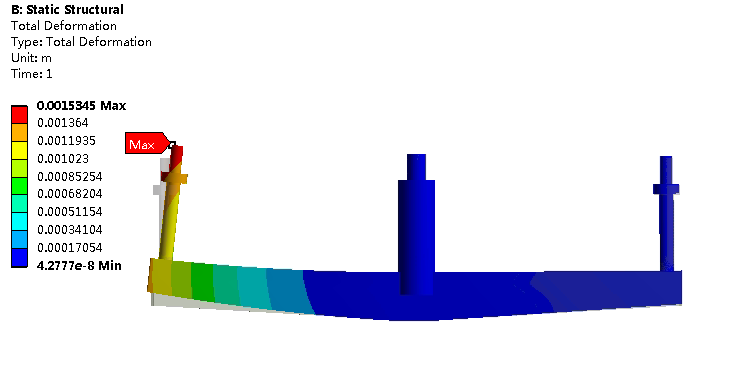 B: Static Structural
Total Deformation
Type: Total Deformation
Unit: m
Time: 1
0.0015345 Max
0.001364
0.0011935
0.001023
0.00085254
0.00068204
0.00051154
0.00034104
0.00017054
4.2777e-8 Min
Max